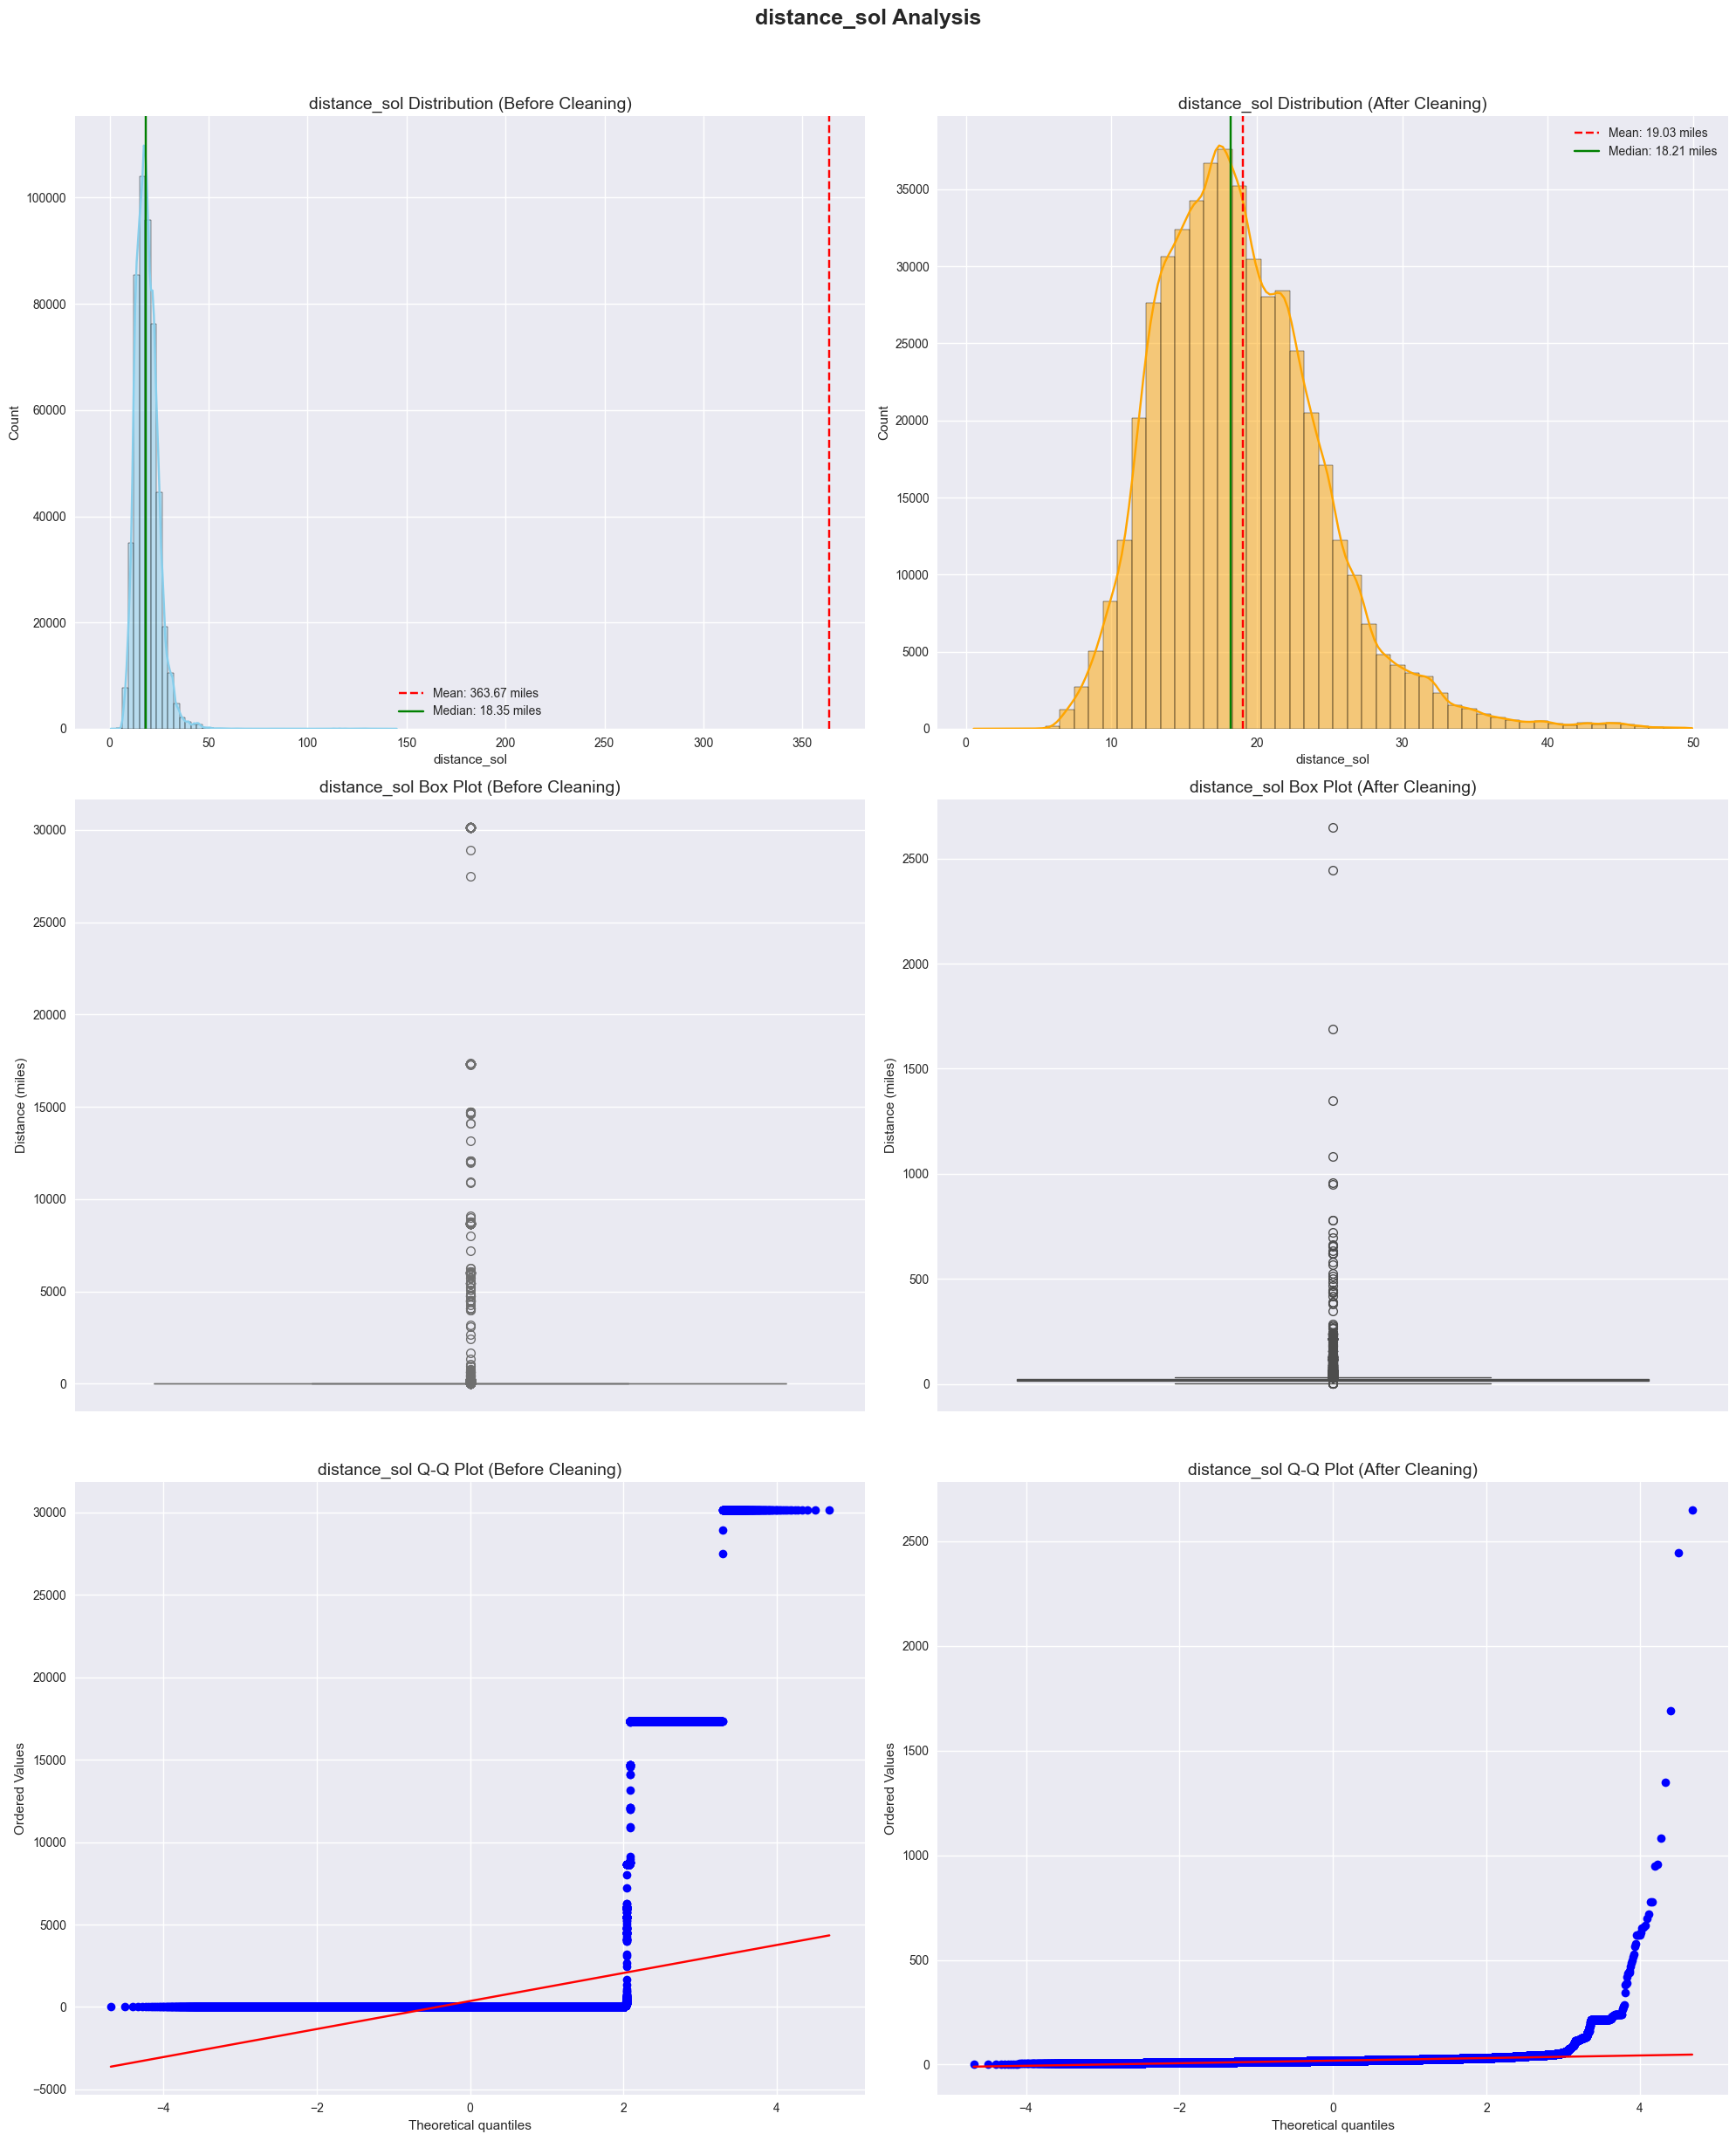 distance_sol Analysis
distance_sol Distribution (Before Cleaning)
Count
100000
80000
60000
40000
20000
0
Mean: 363.67 miles
Median: 18.35 miles
0 50 100 150 200 250 300 350
distance_sol
distance_sol Distribution (After Cleaning)
Count
35000
30000
25000
20000
15000
10000
5000
0
Mean: 19.03 miles
Median: 18.21 miles
0 10 20 30 40 50
distance_sol
distance_sol Box Plot (Before Cleaning)
Distance (miles)
30000
25000
20000
15000
10000
5000
0
distance_sol Box Plot (After Cleaning)
Distance (miles)
2500
2000
1500
1000
500
0
distance_sol Q-Q Plot (Before Cleaning)
Ordered Values
30000
25000
20000
15000
10000
5000
0
−5000
−4 −2 0 2 4
Theoretical quantiles
distance_sol Q-Q Plot (After Cleaning)
Ordered Values
2500
2000
1500
1000
500
0
−4 −2 0 2 4
Theoretical quantiles